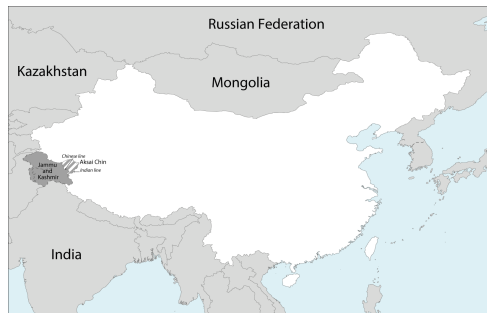 Russian Federation
Kazakhstan
Mongolia
Chinese line
Aksai Chin
Indian line
Jammu
and
Kashmir
India